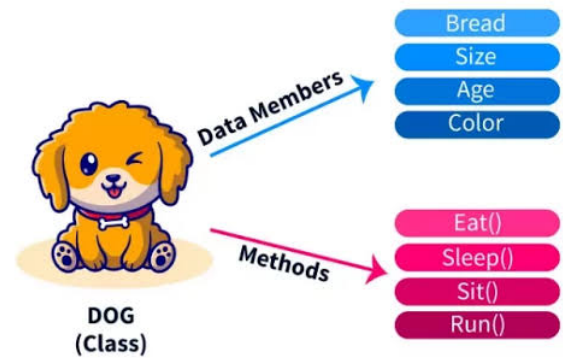 Bread
Size
Age
Color
Data Members
Methods
Eat()
Sleep()
Sit()
Run()
DOG
(Class)